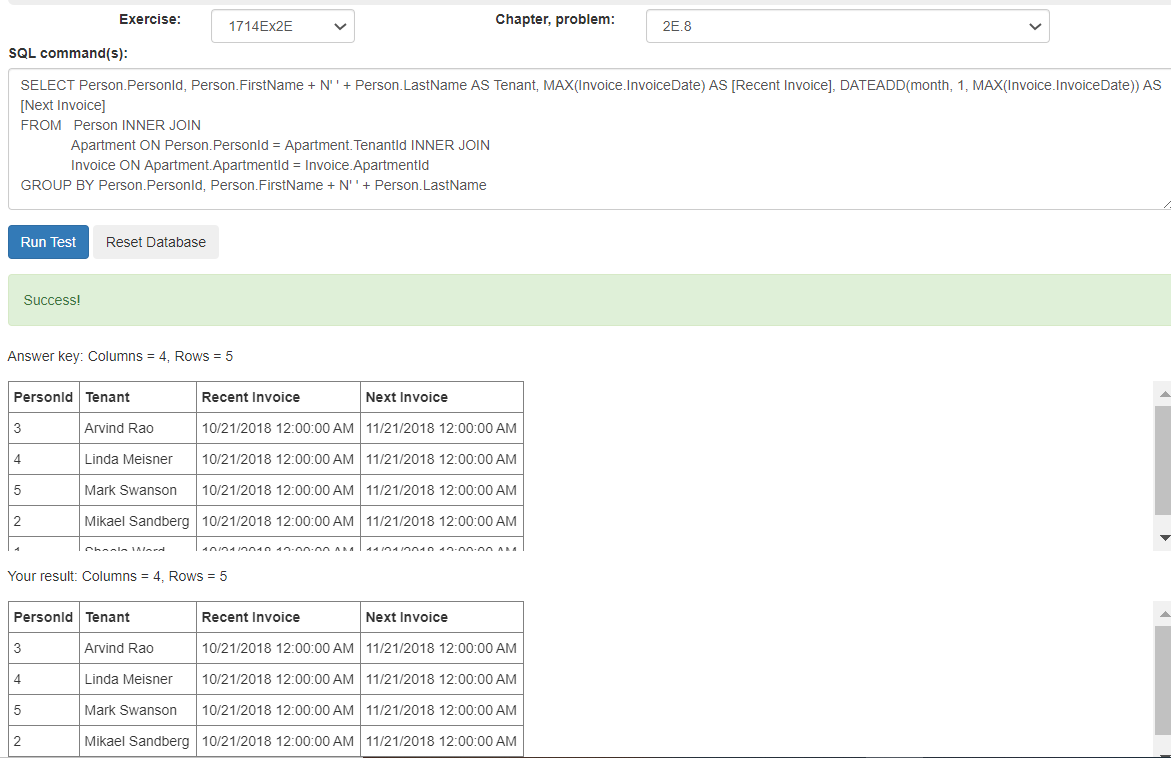 Exercise: 1714Ex2E Chapter, problem: 2E.8
SQL command(s):
SELECT Person.PersonId, Person.FirstName + N' ' + Person.LastName AS Tenant, MAX(Invoice.InvoiceDate) AS [Recent Invoice], DATEADD(month, 1, MAX(Invoice.InvoiceDate)) AS
[Next Invoice]
FROM Person INNER JOIN
Apartment ON Person.PersonId = Apartment.TenantId INNER JOIN
Invoice ON Apartment.ApartmentId = Invoice.ApartmentId
GROUP BY Person.PersonId, Person.FirstName + N' ' + Person.LastName
Run Test Reset Database
Success!
Answer key: Columns = 4, Rows = 5
PersonId Tenant Recent Invoice Next Invoice
3 Arvind Rao 10/21/2018 12:00:00 AM 11/21/2018 12:00:00 AM
4 Linda Meisner 10/21/2018 12:00:00 AM 11/21/2018 12:00:00 AM
5 Mark Swanson 10/21/2018 12:00:00 AM 11/21/2018 12:00:00 AM
2 Mikael Sandberg 10/21/2018 12:00:00 AM 11/21/2018 12:00:00 AM
Your result: Columns = 4, Rows = 5
PersonId Tenant Recent Invoice Next Invoice
3 Arvind Rao 10/21/2018 12:00:00 AM 11/21/2018 12:00:00 AM
4 Linda Meisner 10/21/2018 12:00:00 AM 11/21/2018 12:00:00 AM
5 Mark Swanson 10/21/2018 12:00:00 AM 11/21/2018 12:00:00 AM
2 Mikael Sandberg 10/21/2018 12:00:00 AM 11/21/2018 12:00:00 AM